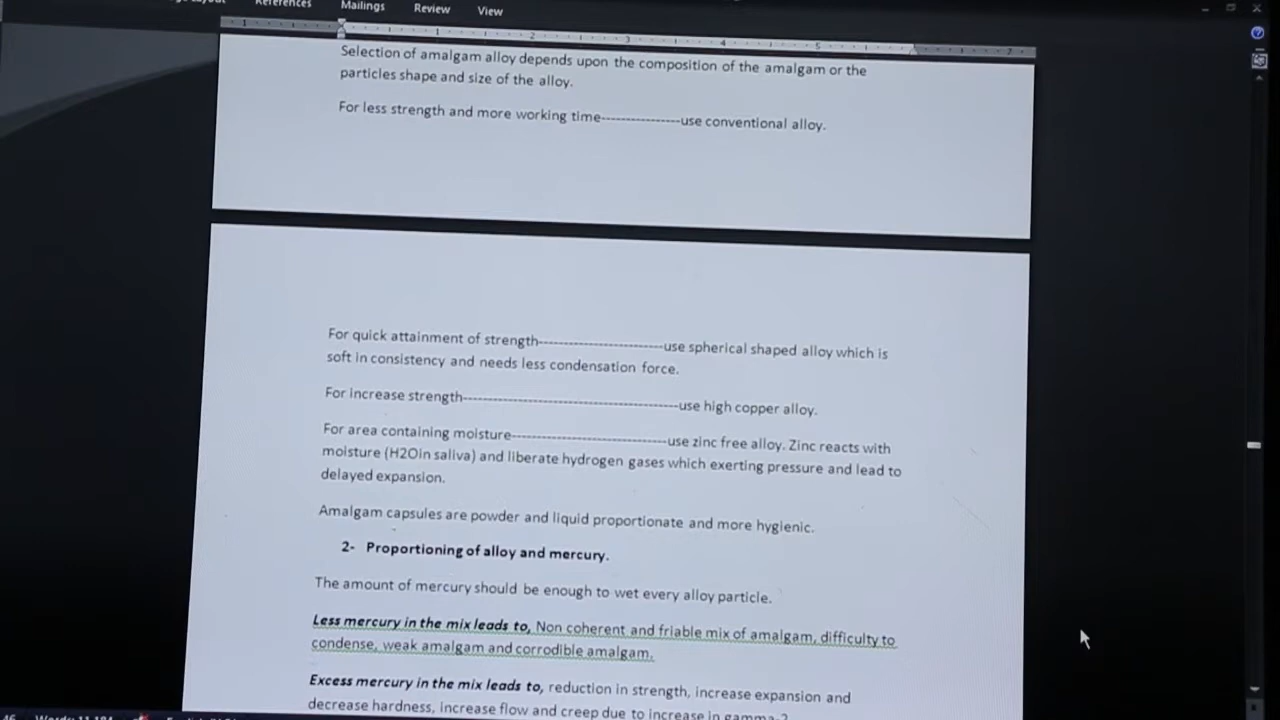 References
Mailings
Review
View
Selection of amalgam alloy depends upon the composition of the amalgam or the
particles shape and size of the alloy.
For less strength and more working time----------------use conventional alloy.
For quick attainment of strength-------------------------use spherical shaped alloy which is
soft in consistency and needs less condensation force.
For increase strength--------------------------------------------use high copper alloy.
For area containing moisture--------------------------------use zinc free alloy. Zinc reacts with
moisture (H2Oin saliva) and liberate hydrogen gases which exerting pressure and lead to
delayed expansion.
Amalgam capsules are powder and liquid proportionate and more hygienic.
2- Proportioning of alloy and mercury.
The amount of mercury should be enough to wet every alloy particle.
Less mercury in the mix leads to, Non coherent and friable mix of amalgam, difficulty to
condense, weak amalgam and corrodible amalgam.
Excess mercury in the mix leads to, reduction in strength, increase expansion and
decrease hardness, increase flow and creep due to increase in gamma-2